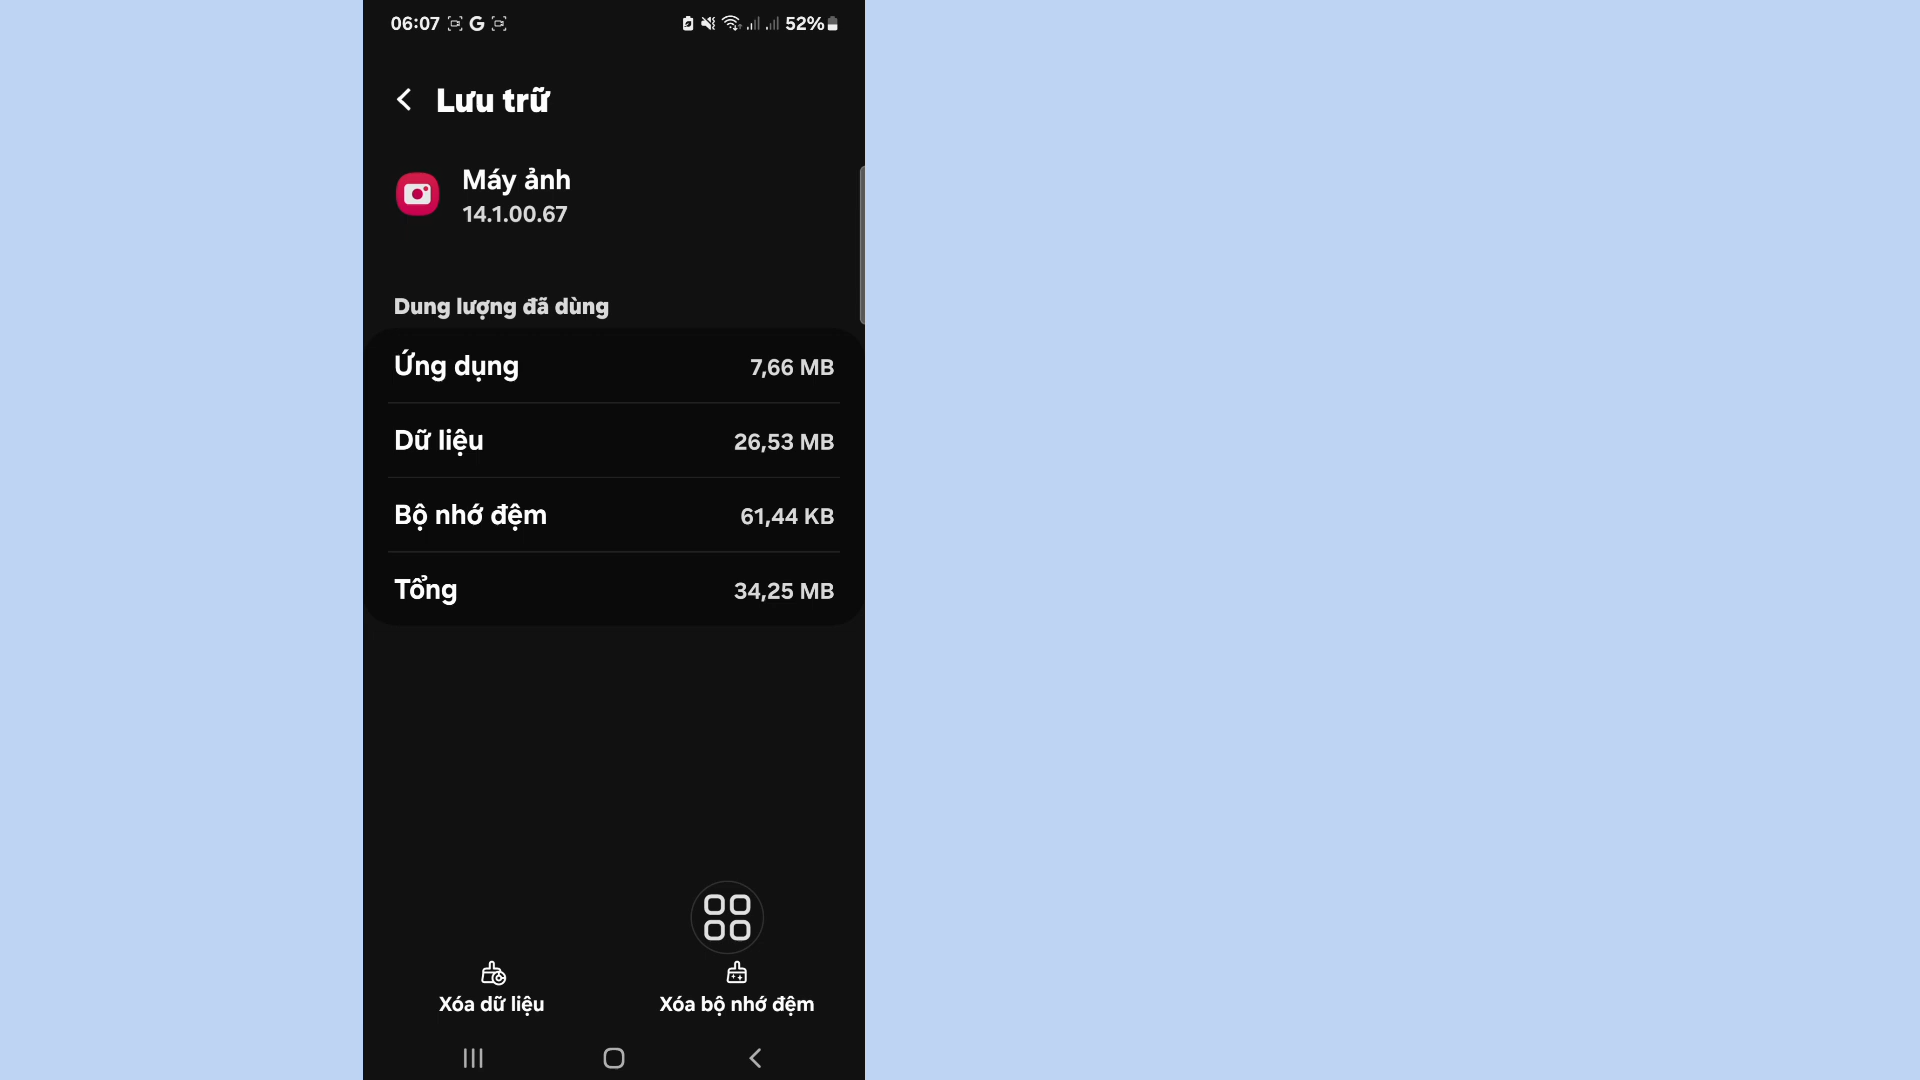 06:07 G 52%
Lưu trữ
Máy ảnh
14.1.00.67
Dung lượng đã dùng
Ứng dụng 7,66 MB
Dữ liệu 26,53 MB
Bộ nhớ đệm 61,44 KB
Tổng 34,25 MB
Xóa dữ liệu Xóa bộ nhớ đệm